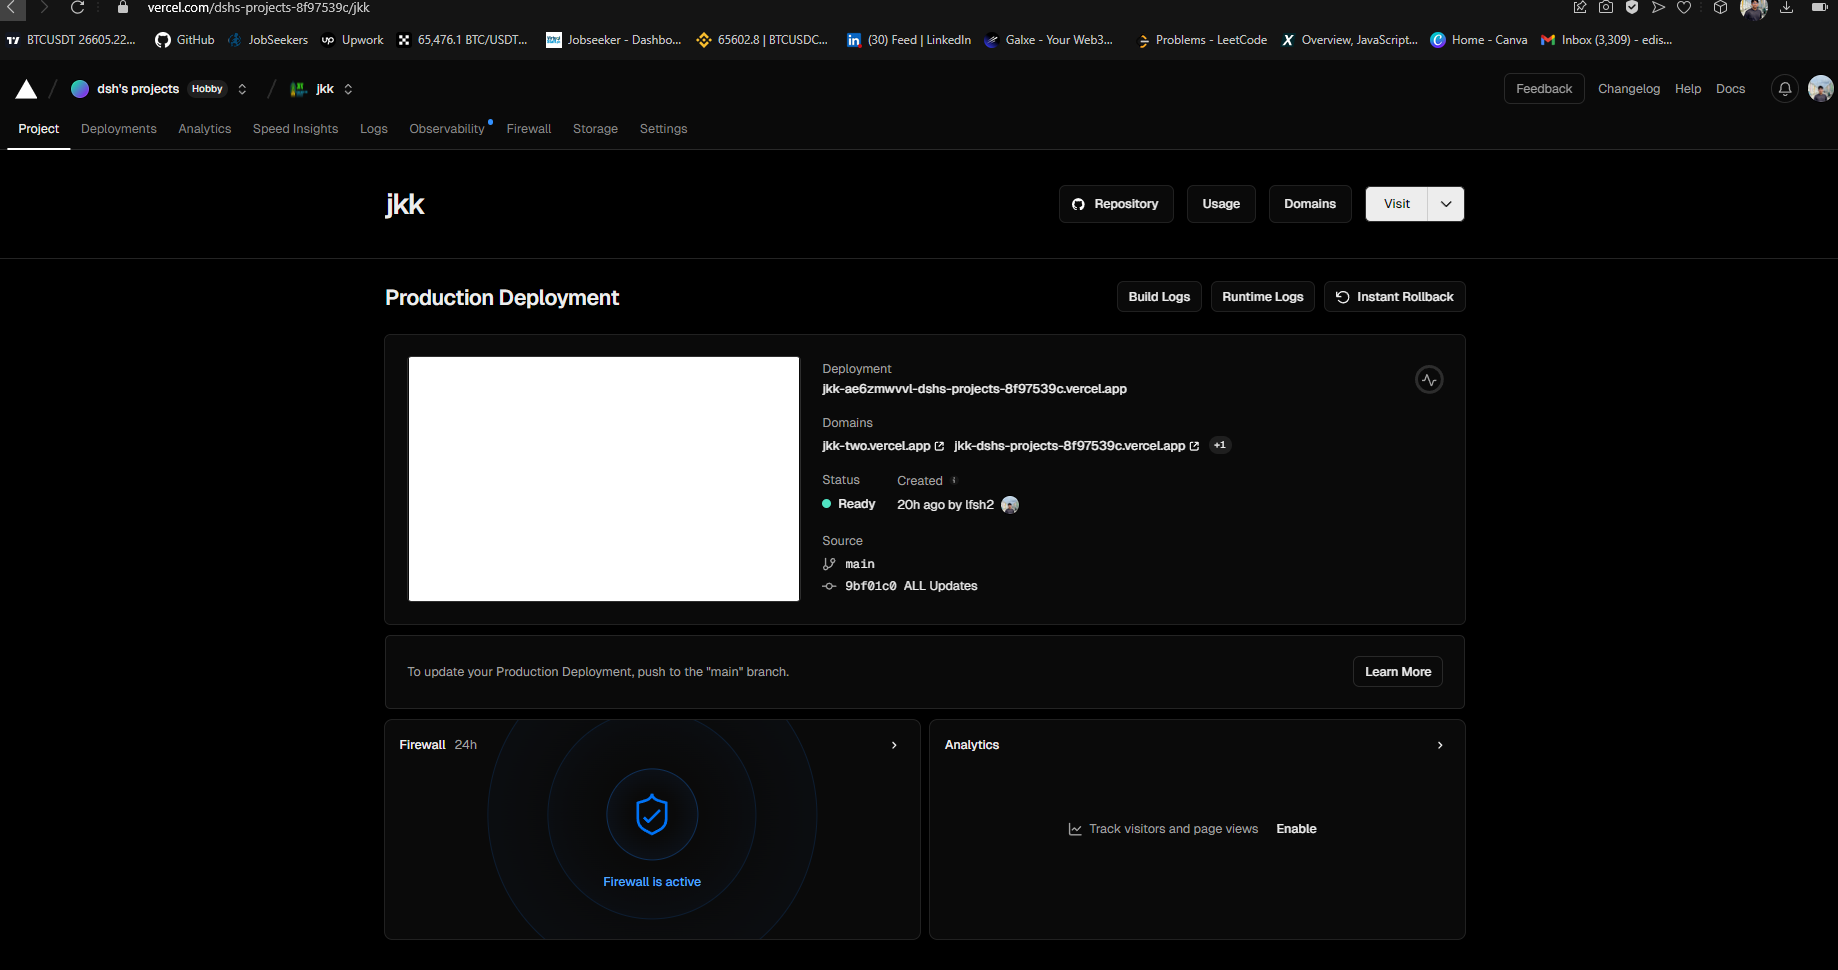 vercel.com/dshs-projects-8f97539c/jkk
BTCUSDT 26605.22... GitHub JobSeekers Upwork 65,476.1 BTC/USDT... Jobseeker - Dashbo... 65602.8 | BTCUSDC... (30) Feed | LinkedIn Galxe - Your Web3... Problems - LeetCode Overview, JavaScript... Home - Canva Inbox (3,309) - edis...
dsh's projects Hobby jkk Feedback Changelog Help Docs
Project Deployments Analytics Speed Insights Logs Observability Firewall Storage Settings
jkk Repository Usage Domains Visit
Production Deployment Build Logs Runtime Logs Instant Rollback
Deployment
jkk-ae6zmwvvl-dshs-projects-8f97539c.vercel.app
Domains
jkk-two.vercel.app jkk-dshs-projects-8f97539c.vercel.app +1
Status Created
Ready 20h ago by lfsh2
Source
main
9bf01c0 ALL Updates
To update your Production Deployment, push to the "main" branch. Learn More
Firewall 24h Analytics
Track visitors and page views Enable
Firewall is active